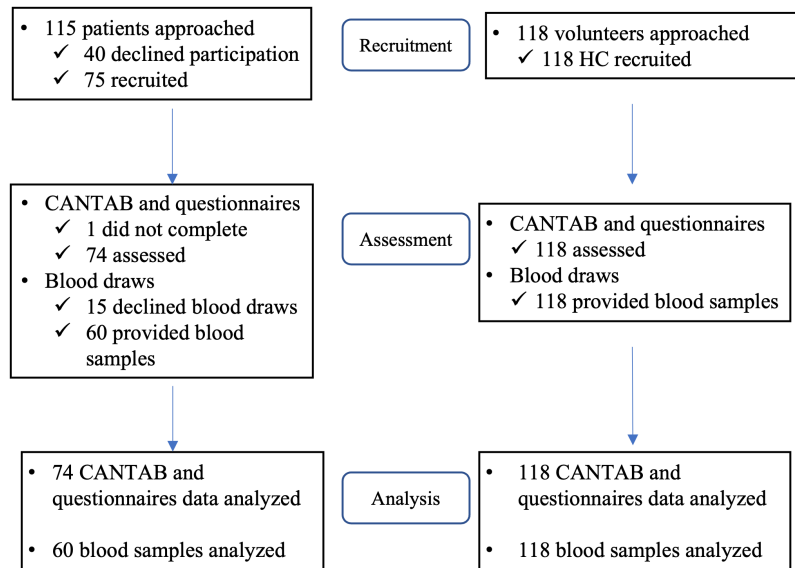 • 115 patients approached
✓ 40 declined participation
✓ 75 recruited
Recruitment
• 118 volunteers approached
✓ 118 HC recruited
• CANTAB and questionnaires
✓ 1 did not complete
✓ 74 assessed
• Blood draws
✓ 15 declined blood draws
✓ 60 provided blood
samples
Assessment
• CANTAB and questionnaires
✓ 118 assessed
• Blood draws
✓ 118 provided blood samples
• 74 CANTAB and
questionnaires data analyzed
• 60 blood samples analyzed
Analysis
• 118 CANTAB and
questionnaires data analyzed
• 118 blood samples analyzed